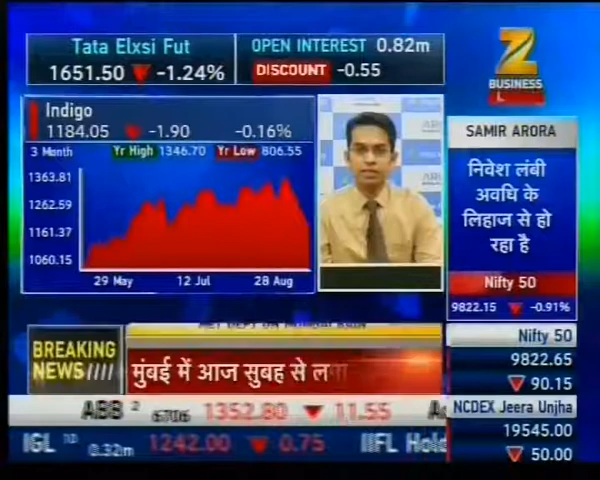 Tata Elxsi Fut
1651.50 -1.24%
OPEN INTEREST 0.82m
DISCOUNT -0.55
Z
BUSINESS
Indigo
1184.05 -1.90 -0.16%
3 Month Yr High 1346.70 Yr Low 806.55
1363.81
1262.59
1161.37
1060.15
29 May 12 Jul 28 Aug
SAMIR ARORA
निवेश लंबी
अवधि के
लिहाज से हो
रहा है
Nifty 50
9822.15 -0.91%
BREAKING
NEWS
मुंबई में आज सुबह से
Nifty 50
9822.65
90.15
NCDEX Jeera Unjha
19545.00
50.00
ABB 2 6706 1352.80 11.55
IGL 10 0.32m 1242.00 0.75 IIFL Hold